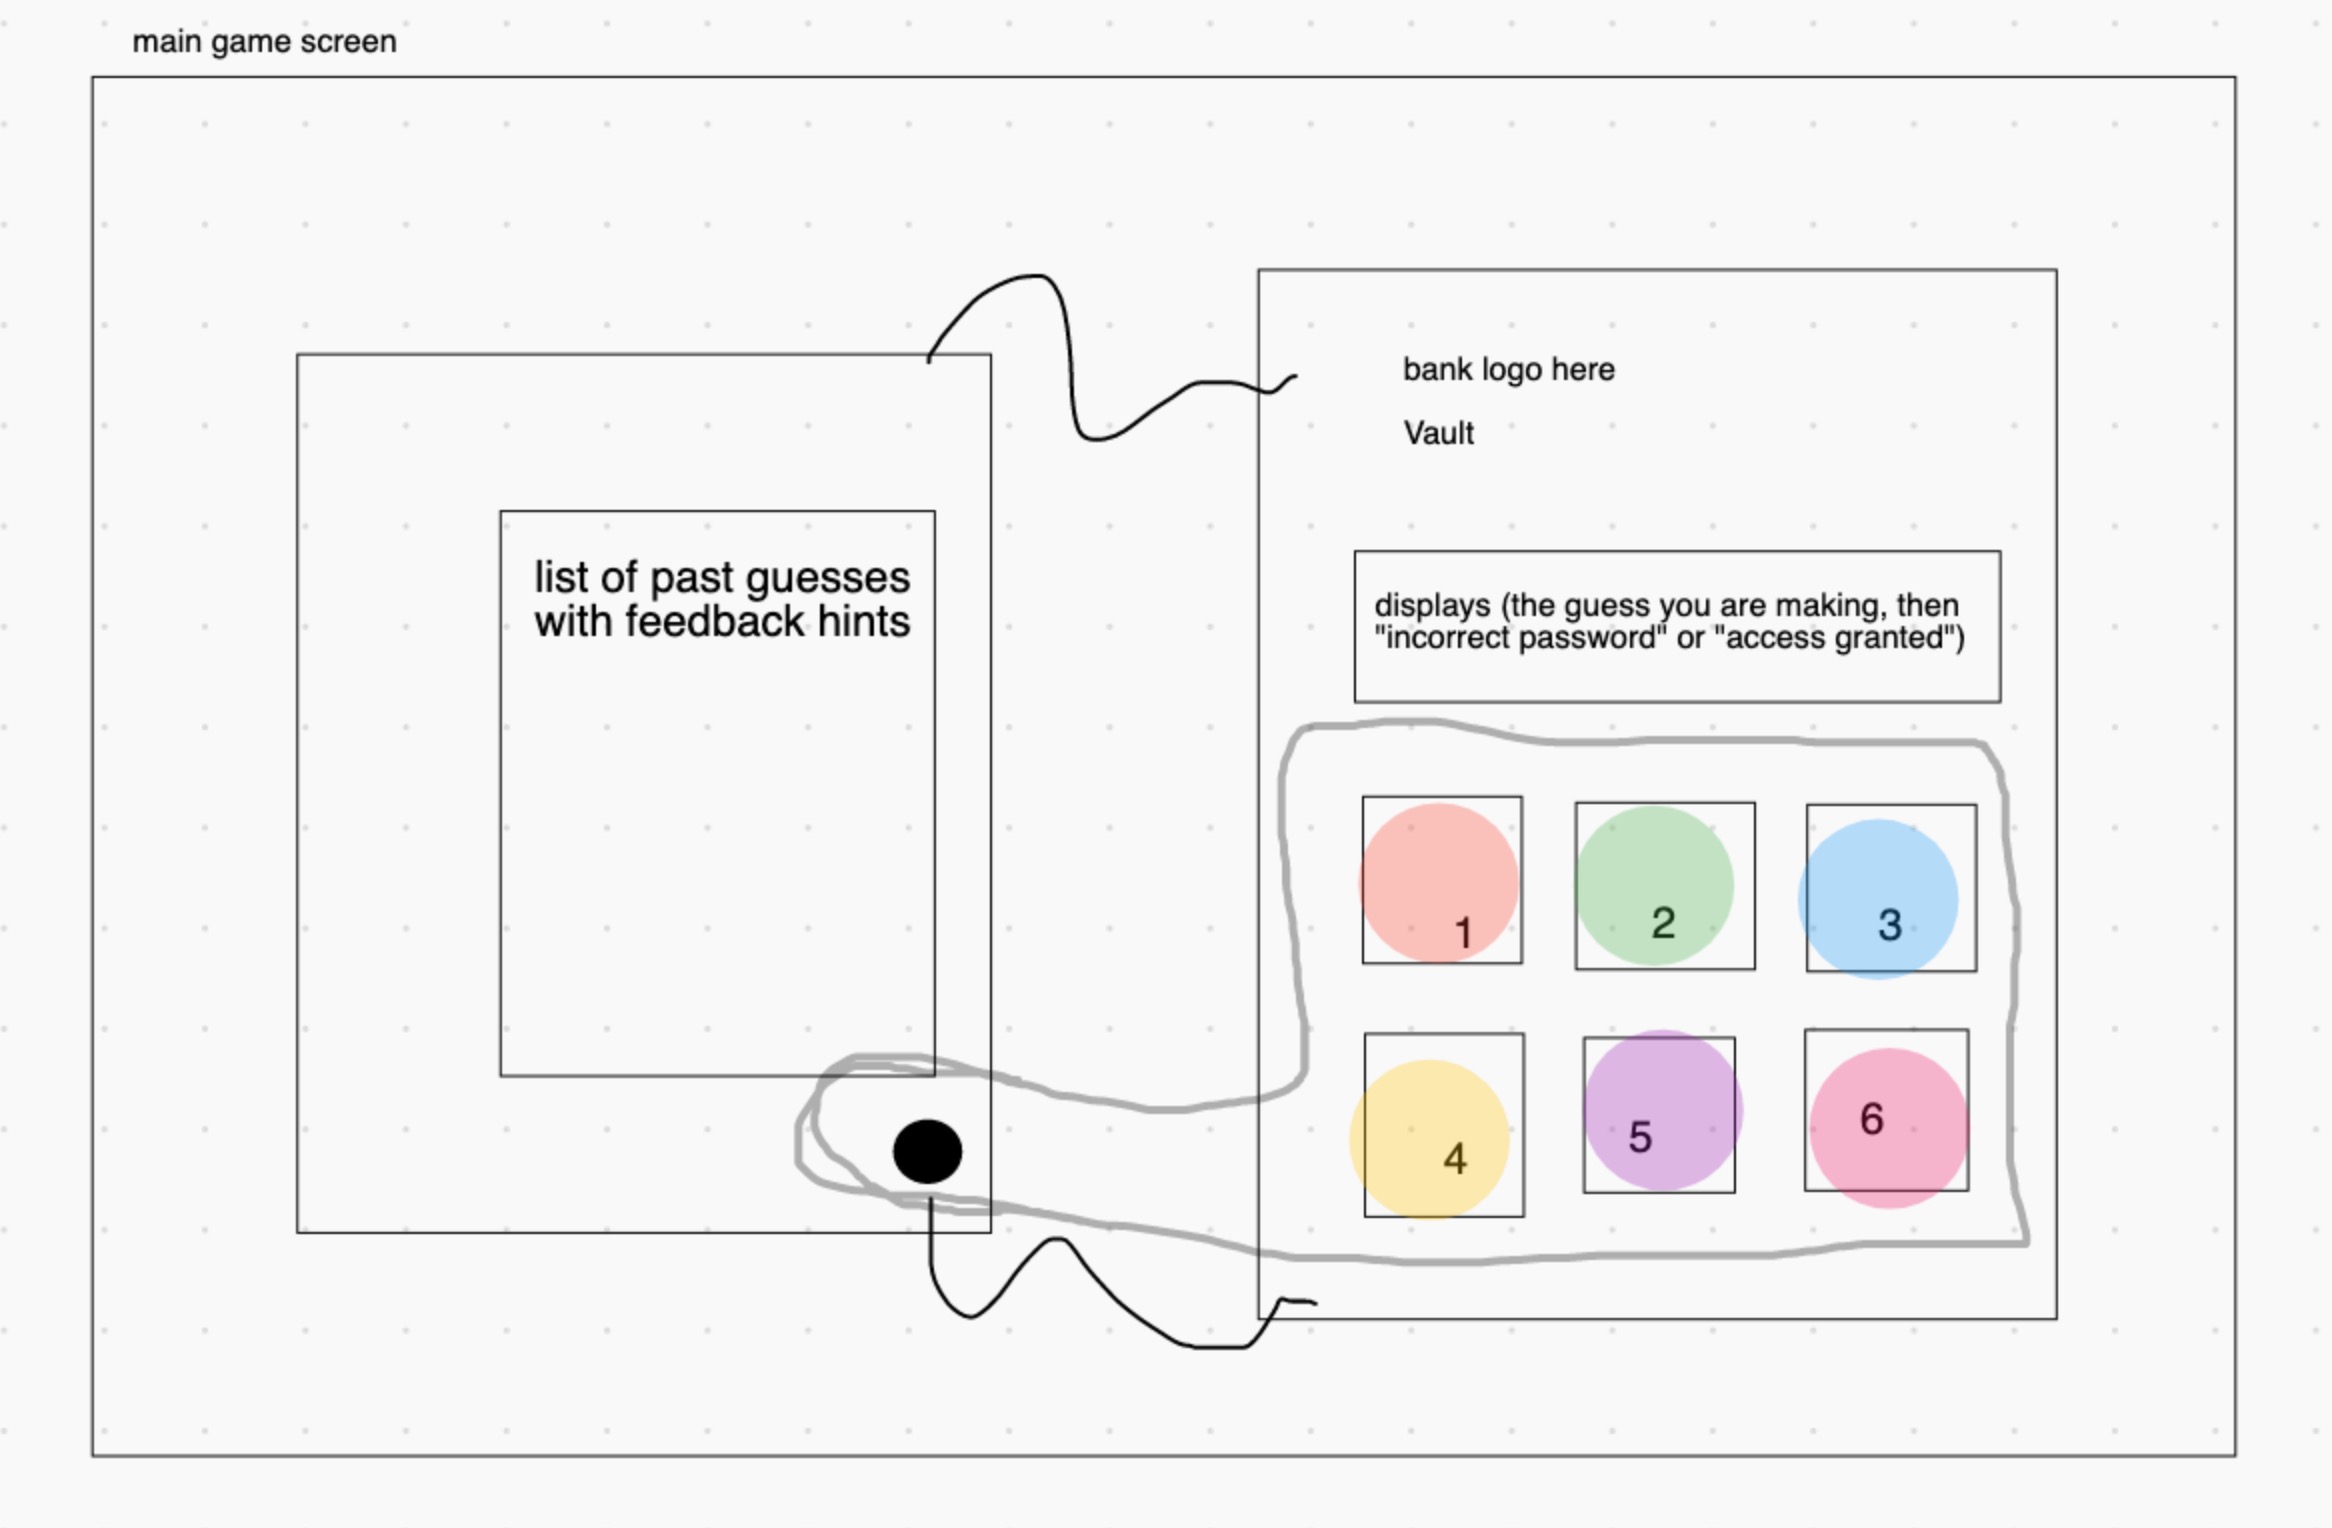 main game screen
list of past guesses
with feedback hints
bank logo here
Vault
displays (the guess you are making, then
"incorrect password" or "access granted")
1
2
3
4
5
6